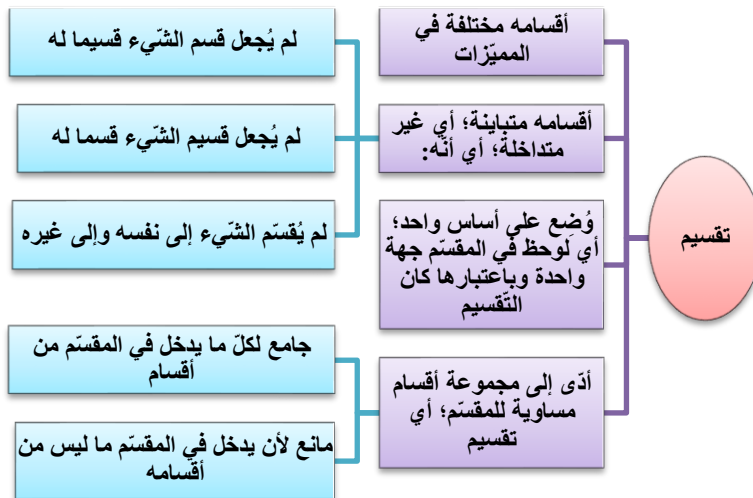 تقسيم
أقسامه مختلفة في
المميّزات
أقسامه متباينة؛ أي غير
متداخلة؛ أي أنّه:
لم يُجعل قسم الشّيء قسيما له
لم يُجعل قسيم الشّيء قسما له
لم يُقسّم الشّيء إلى نفسه وإلى غيره
وُضِع على أساس واحد؛
أي لوحظ في المقسّم جهة
واحدة وباعتبارها كان
التّقسيم
أدّى إلى مجموعة أقسام
مساوية للمقسّم؛ أي
تقسيم
جامع لكلّ ما يدخل في المقسّم من
أقسام
مانع لأن يدخل في المقسّم ما ليس من
أقسامه